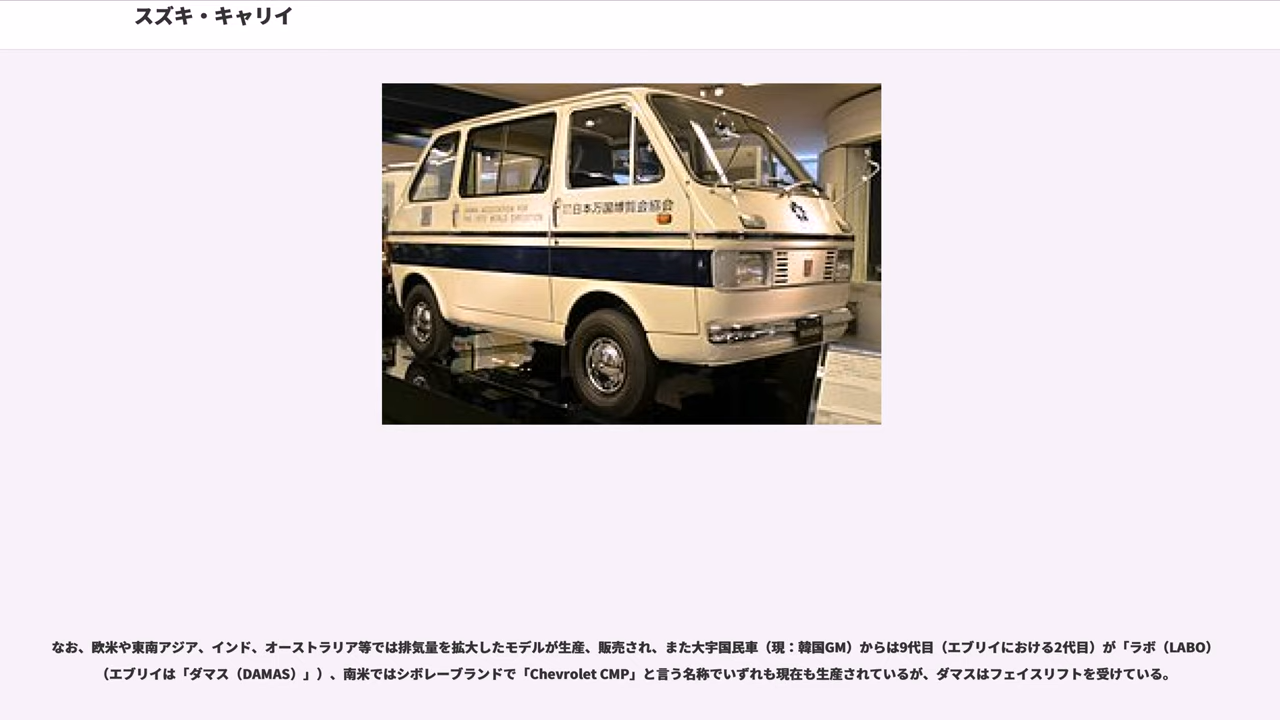 スズキ・キャリイ
JAPAN ASSOCIATION FOR
THE 1970 WORLD EXPOSITION
日本万国博覧会協会
なお、欧米や東南アジア、インド、オーストラリア等では排気量を拡大したモデルが生産、販売され、また大宇国民車（現：韓国GM）からは9代目（エブリイにおける2代目）が「ラボ（LABO）
（エブリイは「ダマス（DAMAS）」）、南米ではシボレーブランドで「Chevrolet CMP」と言う名称でいずれも現在も生産されているが、ダマスはフェイスリフトを受けている。